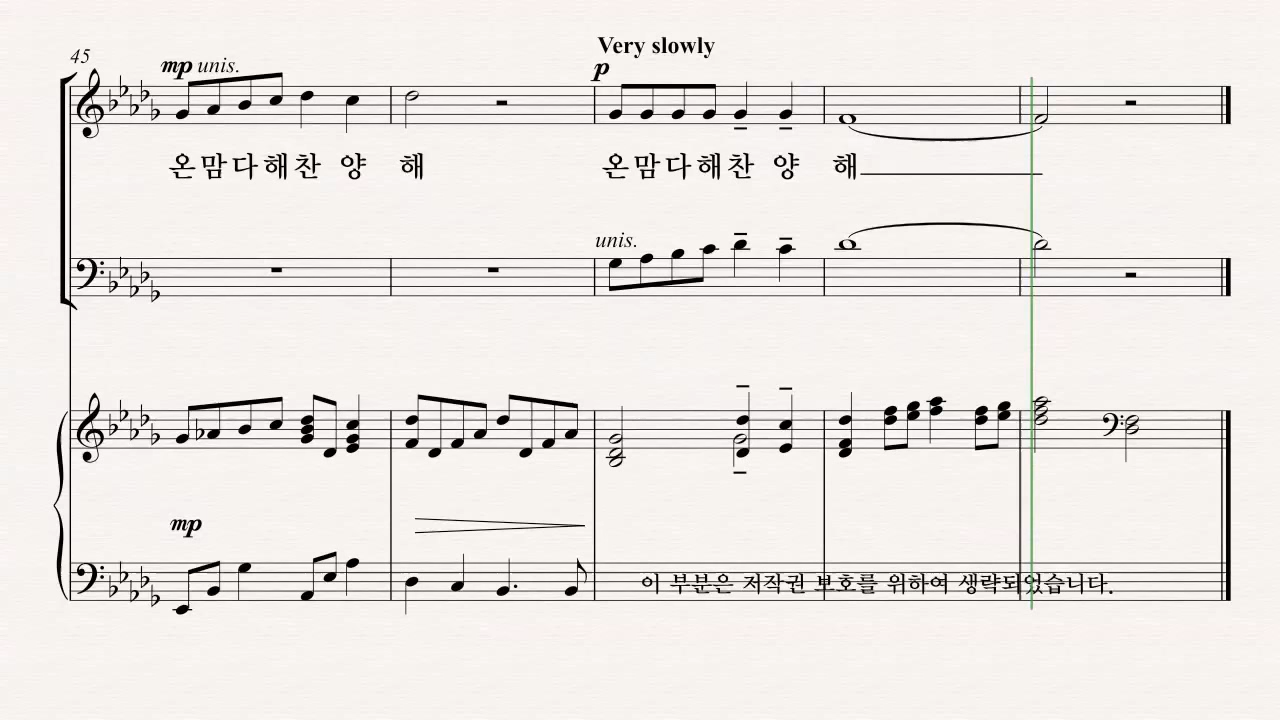 Very slowly
45
mp unis.
p
온맘다해찬 양 해 온맘다해찬 양 해
unis.
mp
이 부분은 저작권 보호를 위하여 생략되었습니다.